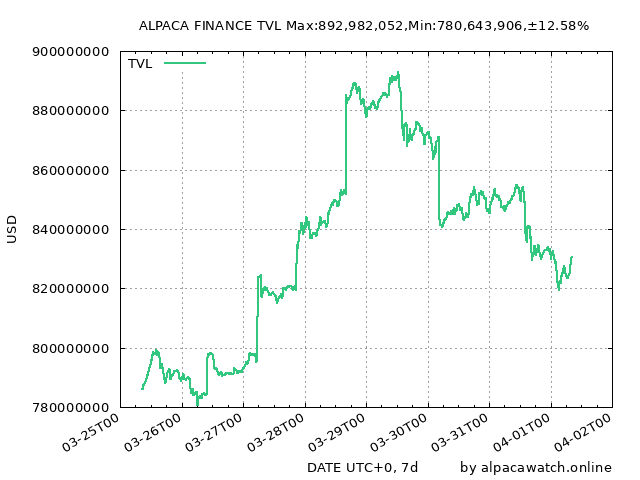 ALPACA FINANCE TVL Max:892,982,052,Min:780,643,906,±12.58%
900000000
TVL
880000000
860000000
840000000
USD
820000000
800000000
780000000
03-25T00 03-26T00 03-27T00 03-28T00 03-29T00 03-30T00 03-31T00 04-01T00 04-02T00
DATE UTC+0, 7d by alpacawatch.online